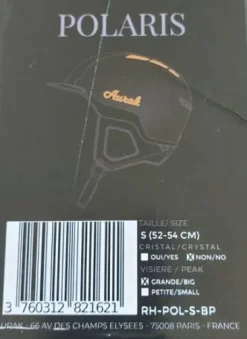 POLARIS
Aurak
TAILLE/ SIZE
S (52-54 CM)
CRISTAL/CRYSTAL
OUI/YES NON/NO
VISIERE / PEAK
GRANDE/BIG
PETITE/SMALL
RH-POL-S-BP
3 760312 821621
URAK - 66 AV DES CHAMPS ELYSEES - 75008 PARIS - FRANCE